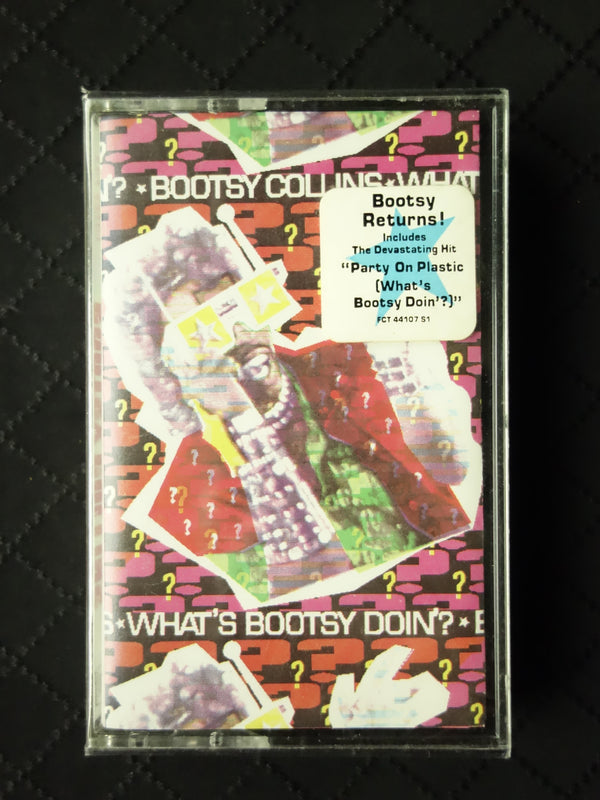 N'? ★ BOOTSY COLLINS ★ WHAT
Bootsy
Returns!
Includes
The Devastating Hit
“Party On Plastic
(What's
Bootsy Doin'?)”
FCT 44107 S1
S ★ WHAT'S BOOTSY DOIN'? ★ B